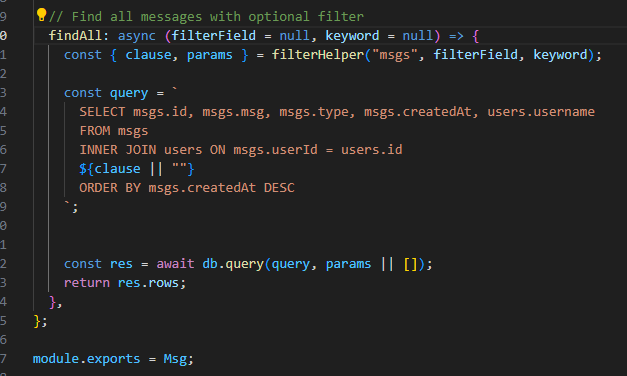 9 // Find all messages with optional filter
0 findAll: async (filterField = null, keyword = null) => {
1 const { clause, params } = filterHelper("msgs", filterField, keyword);
2
3 const query = `
4 SELECT msgs.id, msgs.msg, msgs.type, msgs.createdAt, users.username
5 FROM msgs
6 INNER JOIN users ON msgs.userId = users.id
7 ${clause || ""}
8 ORDER BY msgs.createdAt DESC
9 `;
0
1
2 const res = await db.query(query, params || []);
3 return res.rows;
4 },
5 };
6
7 module.exports = Msg;